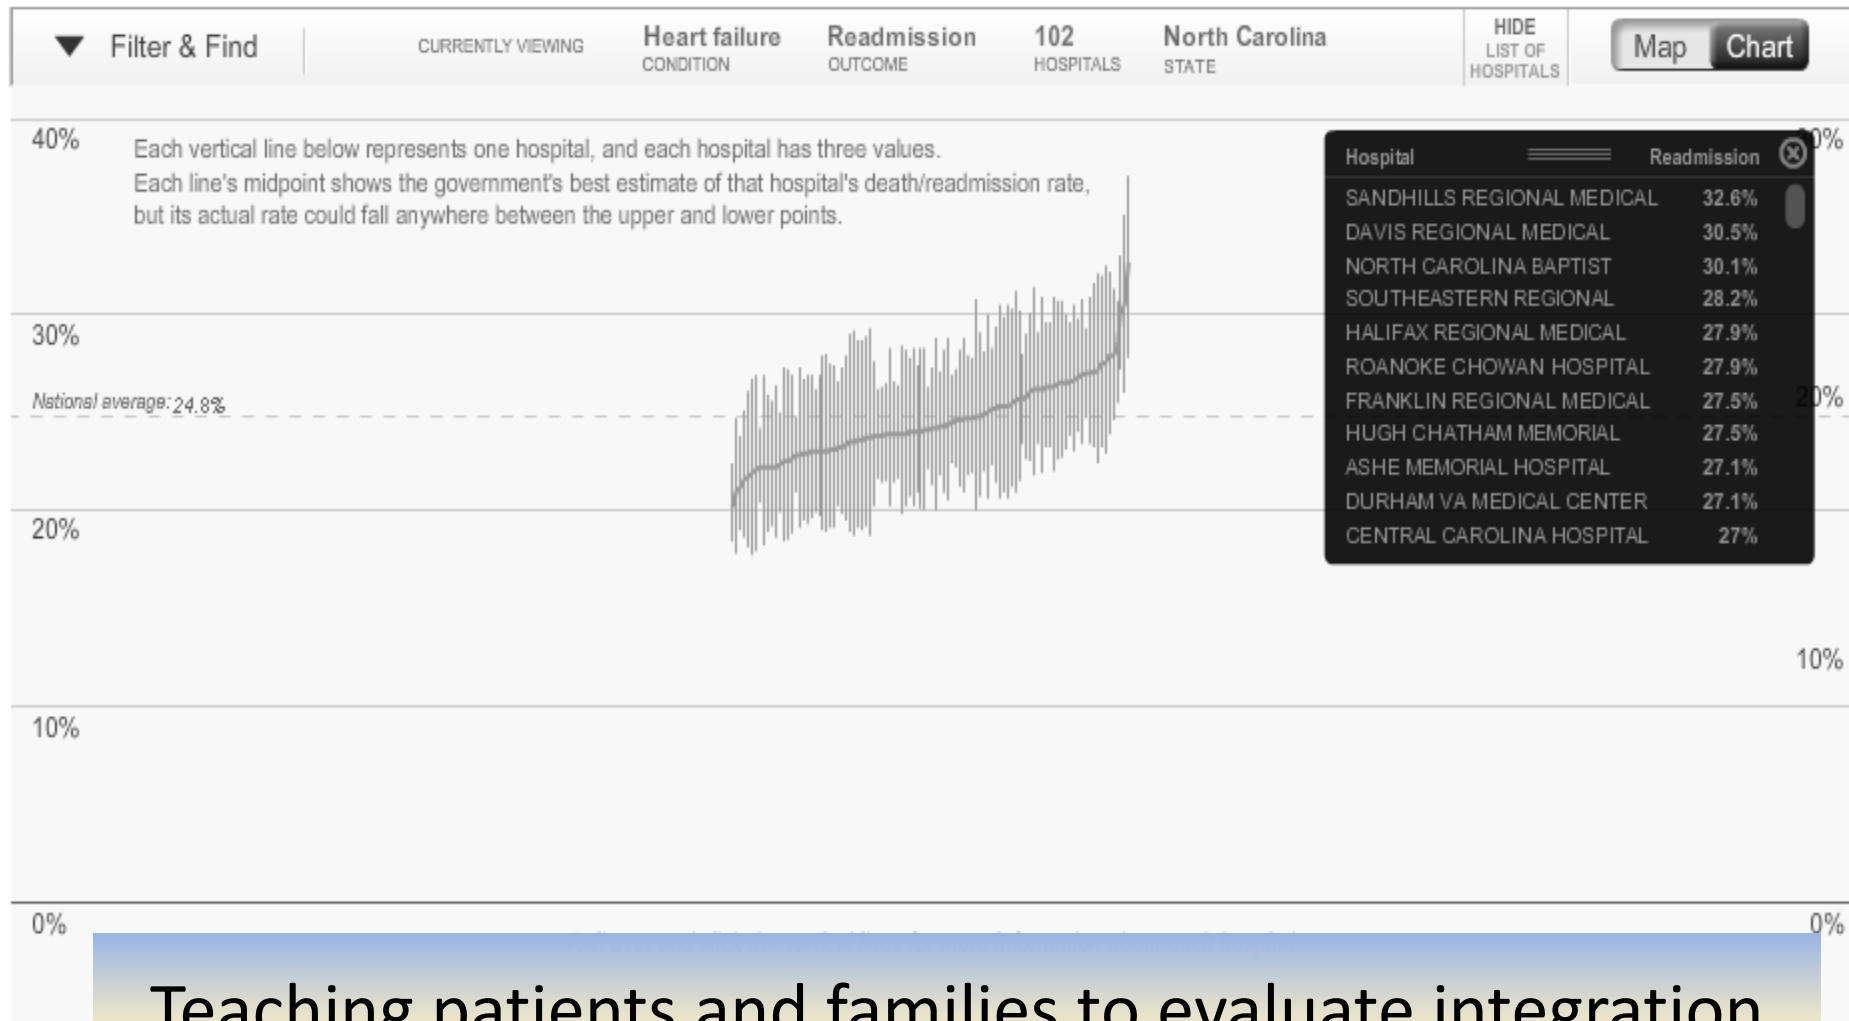 Filter & Find
CURRENTLY VIEWING
Heart failure
CONDITION
Readmission
OUTCOME
102
HOSPITALS
North Carolina
STATE
HIDE
LIST OF
HOSPITALS
Map Chart
40%
Each vertical line below represents one hospital, and each hospital has three values.
Each line's midpoint shows the government's best estimate of that hospital's death/readmission rate,
but its actual rate could fall anywhere between the upper and lower points.
Hospital Readmission
SANDHILLS REGIONAL MEDICAL 32.6%
DAVIS REGIONAL MEDICAL 30.5%
NORTH CAROLINA BAPTIST 30.1%
SOUTHEASTERN REGIONAL 28.2%
HALIFAX REGIONAL MEDICAL 27.9%
ROANOKE CHOWAN HOSPITAL 27.9%
FRANKLIN REGIONAL MEDICAL 27.5%
HUGH CHATHAM MEMORIAL 27.5%
ASHE MEMORIAL HOSPITAL 27.1%
DURHAM VA MEDICAL CENTER 27.1%
CENTRAL CAROLINA HOSPITAL 27%
30%
National average: 24.8%
20%
20%
10%
10%
0%
0%
Teaching patients and families to evaluate integration